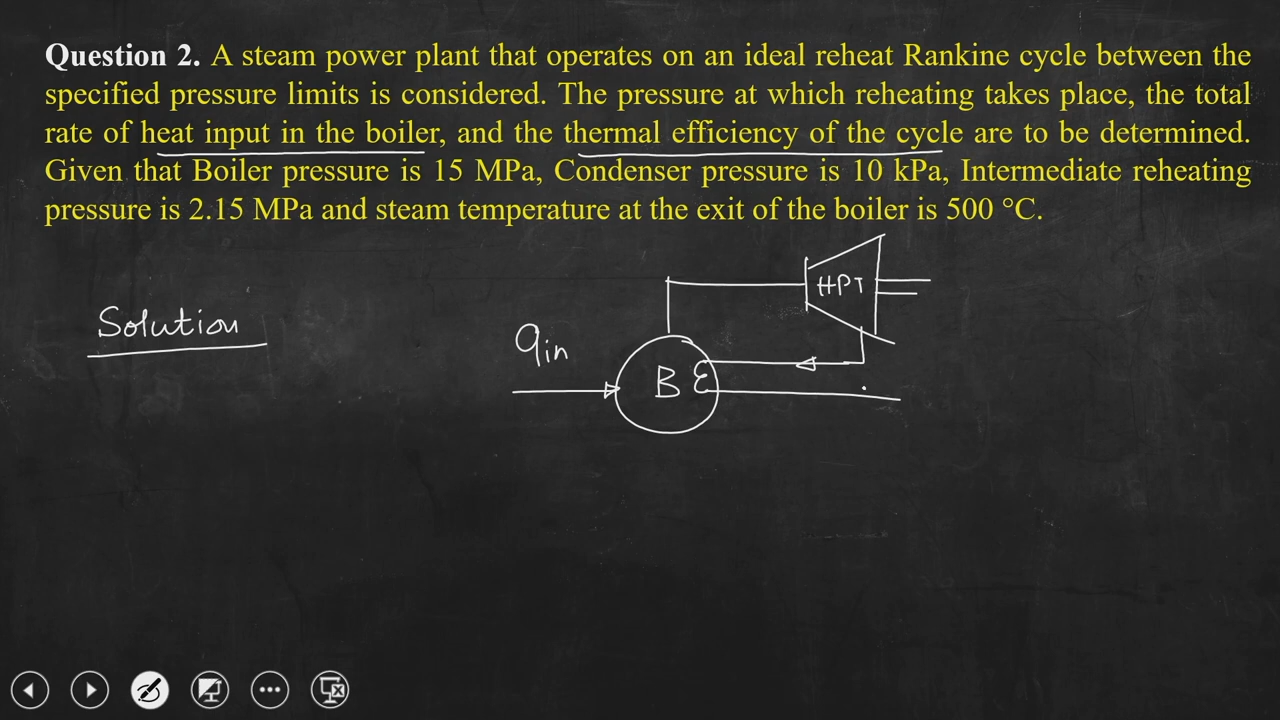 Question 2. A steam power plant that operates on an ideal reheat Rankine cycle between the
specified pressure limits is considered. The pressure at which reheating takes place, the total
rate of heat input in the boiler, and the thermal efficiency of the cycle are to be determined.
Given that Boiler pressure is 15 MPa, Condenser pressure is 10 kPa, Intermediate reheating
pressure is 2.15 MPa and steam temperature at the exit of the boiler is 500 °C.
HPT
Solution
qin
B